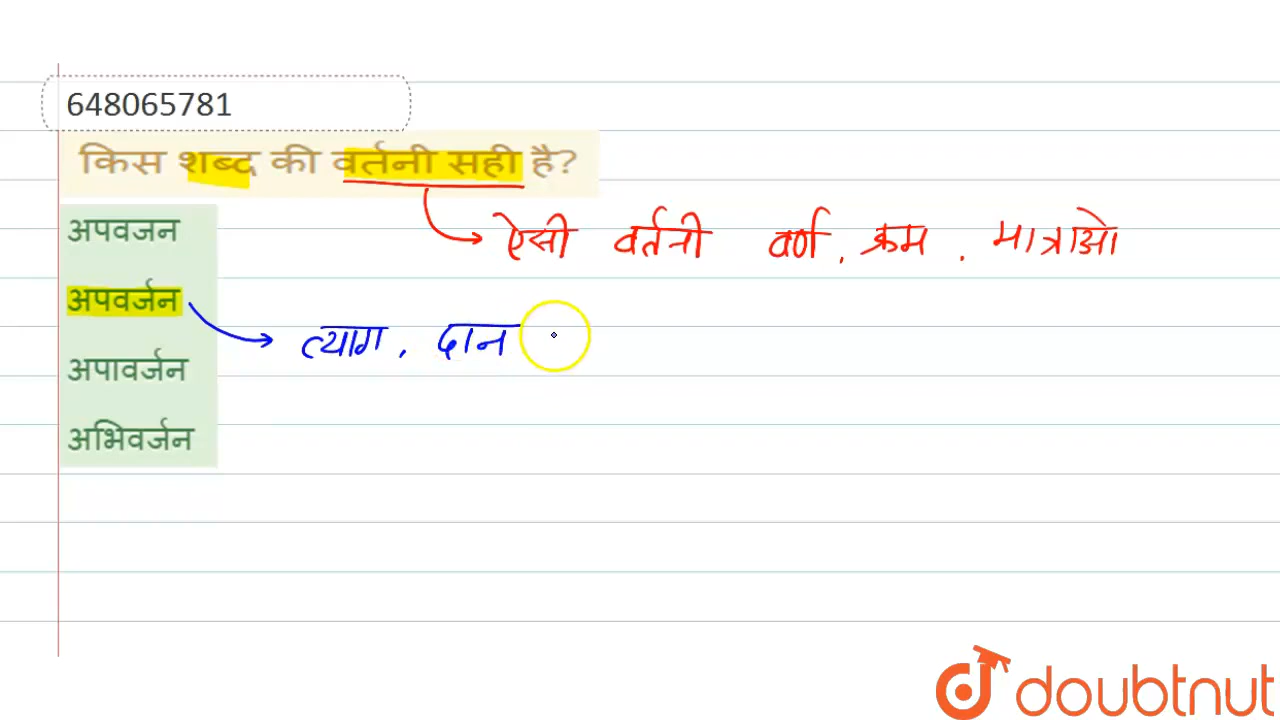 648065781
किस शब्द की वर्तनी सही है?
अपवजन
ऐसी वर्तनी वर्ण, क्रम, मात्राओ
अपवर्जन
त्याग, दान
अपावर्जन
अभिवर्जन
doubtnut